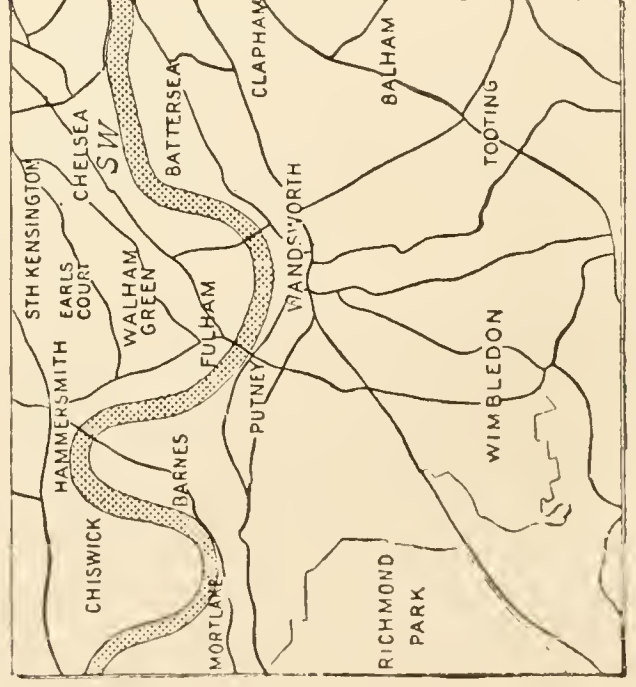 STH KENSINGTON
HAMMERSMITH
EARLS
COURT
CHELSEA
CHISWICK
SW
WALHAM
GREEN
BATTERSEA
BARNES
FULHAM
MORTLAKE
PUTNEY
CLAPHAM
WANDSWORTH
RICHMOND
PARK
BALHAM
WIMBLEDON
TOOTING